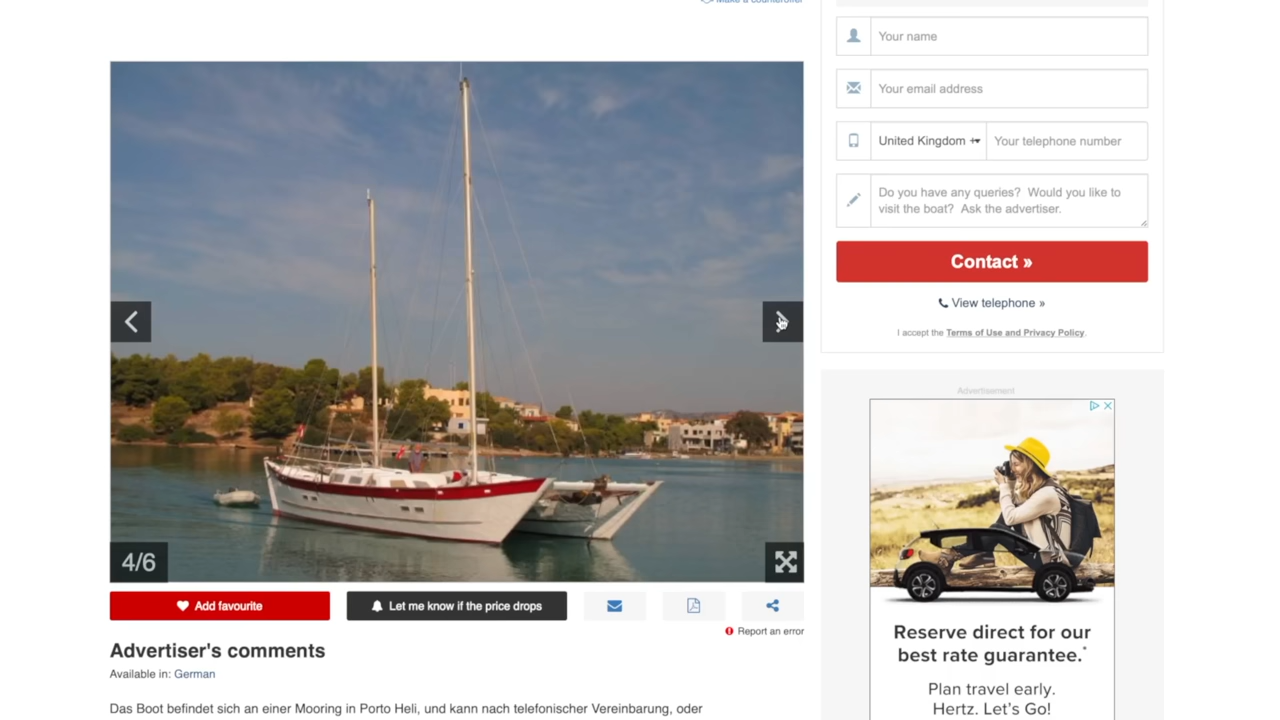 Make a counteroffer
Your name
Your email address
United Kingdom +
Your telephone number
Do you have any queries? Would you like to
visit the boat? Ask the advertiser.
Contact »
View telephone »
I accept the Terms of Use and Privacy Policy.
4/6
Add favourite
Let me know if the price drops
Report an error
Advertiser's comments
Available in: German
Das Boot befindet sich an einer Mooring in Porto Heli, und kann nach telefonischer Vereinbarung, oder
Advertisement
Reserve direct for our
best rate guarantee.*
Plan travel early.
Hertz. Let's Go!